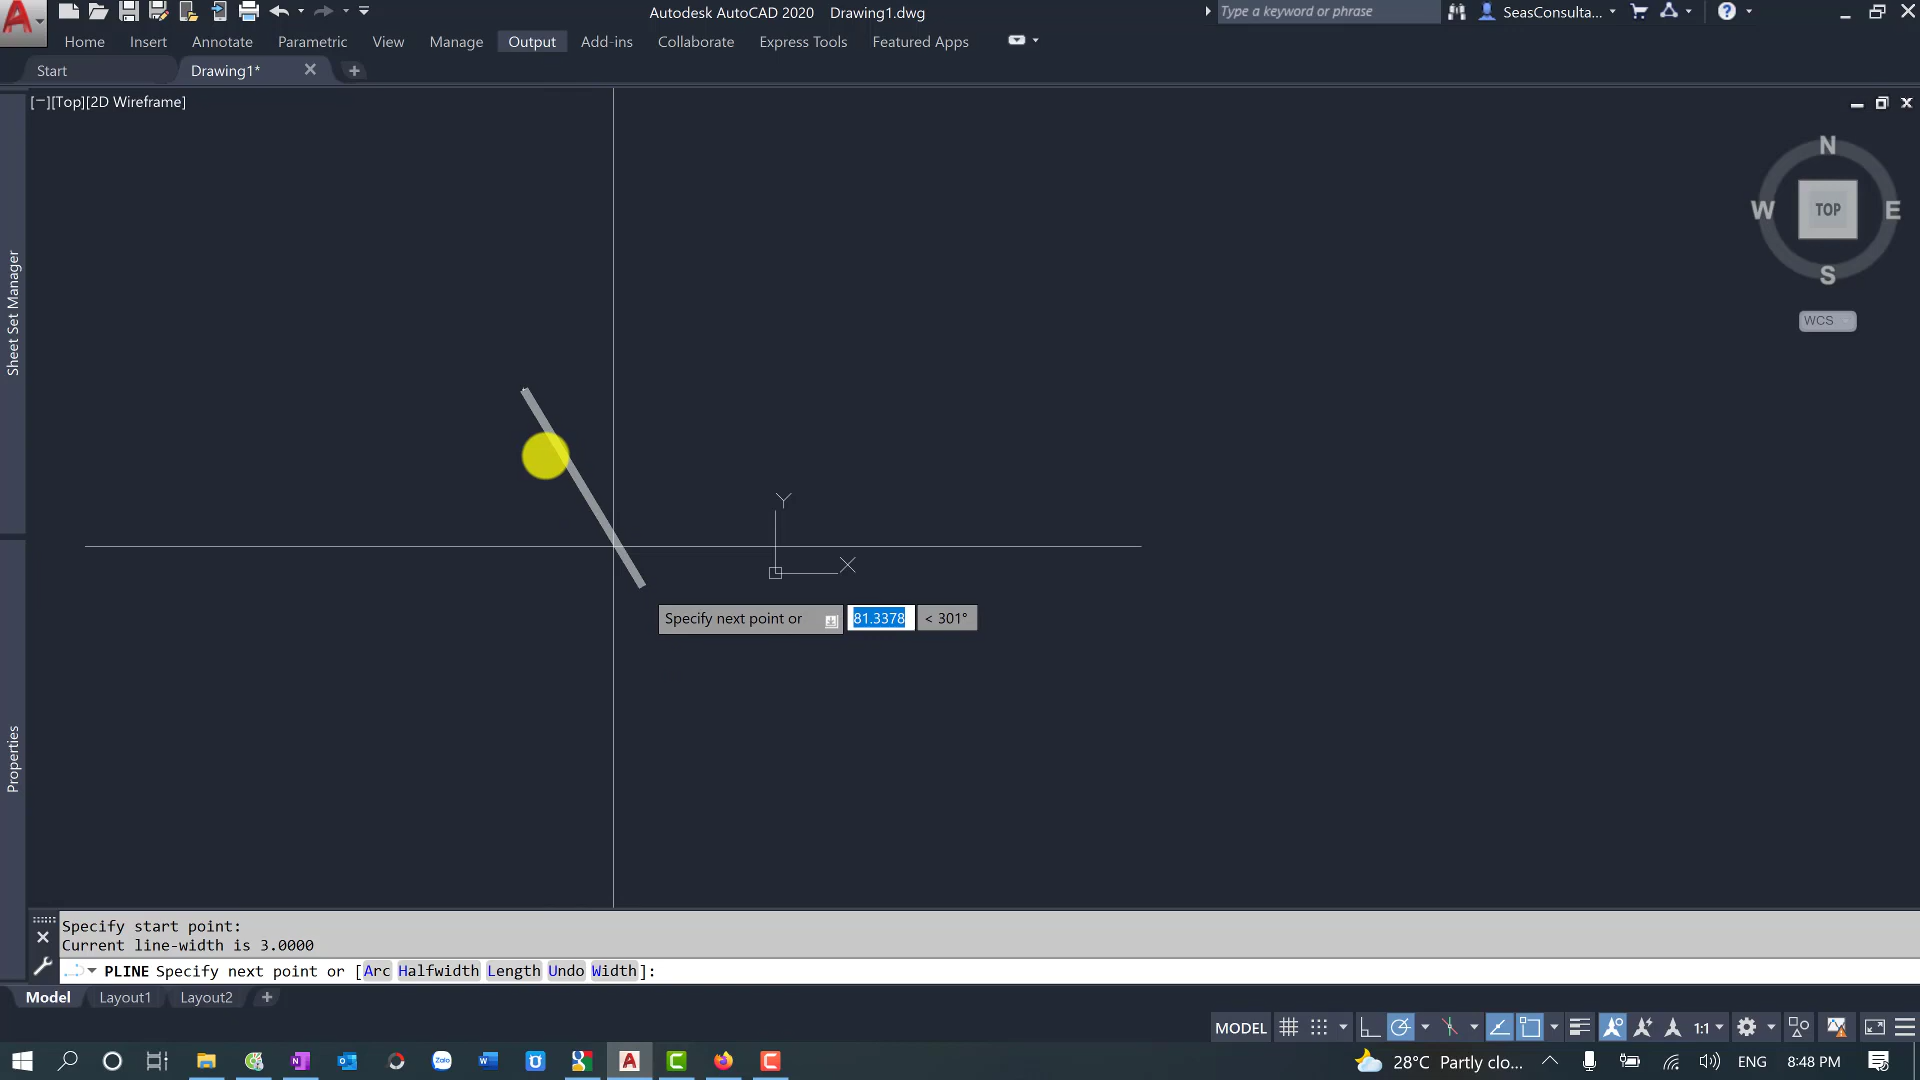 Autodesk AutoCAD 2020 Drawing1.dwg
Type a keyword or phrase
SeasConsulta...
Home Insert Annotate Parametric View Manage Output Add-ins Collaborate Express Tools Featured Apps
Start Drawing1*
[−][Top][2D Wireframe]
N
W TOP E
S
WCS
Sheet Set Manager
Y
X
Specify next point or 81.3378 < 301°
Properties
Specify start point:
Current line-width is 3.0000
PLINE Specify next point or [Arc Halfwidth Length Undo Width]:
Model Layout1 Layout2
MODEL 1:1
28°C Partly clo... ENG 8:48 PM